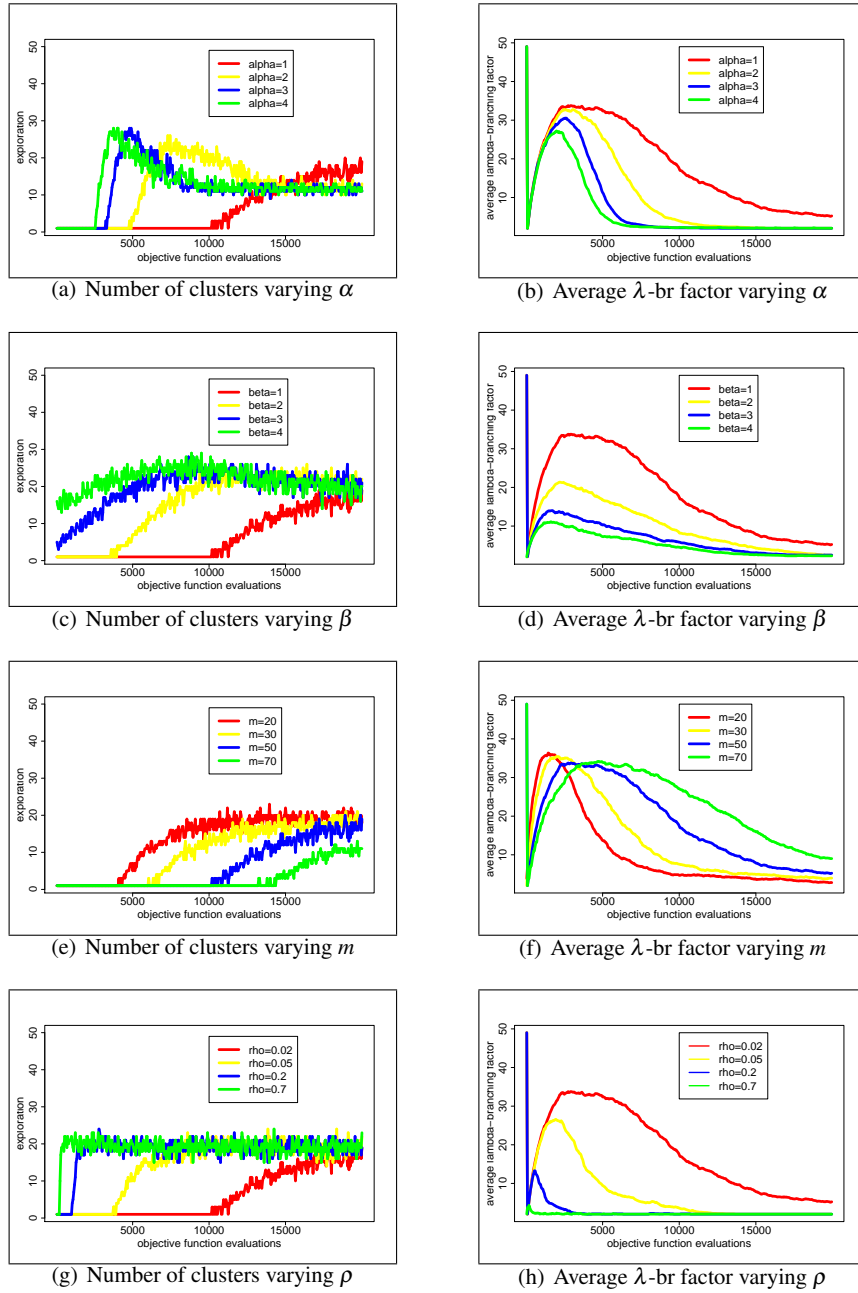 50
40
30
20
10
0
exploration
alpha=1
alpha=2
alpha=3
alpha=4
5000 10000 15000
objective function evaluations
(a) Number of clusters varying α
50
40
30
20
10
average lambda−branching factor
alpha=1
alpha=2
alpha=3
alpha=4
5000 10000 15000
objective function evaluations
(b) Average λ-br factor varying α
50
40
30
20
10
0
exploration
beta=1
beta=2
beta=3
beta=4
5000 10000 15000
objective function evaluations
(c) Number of clusters varying β
50
40
30
20
10
average lambda−branching factor
beta=1
beta=2
beta=3
beta=4
5000 10000 15000
objective function evaluations
(d) Average λ-br factor varying β
50
40
30
20
10
0
exploration
m=20
m=30
m=50
m=70
5000 10000 15000
objective function evaluations
(e) Number of clusters varying m
50
40
30
20
10
average lambda−branching factor
m=20
m=30
m=50
m=70
5000 10000 15000
objective function evaluations
(f) Average λ-br factor varying m
50
40
30
20
10
0
exploration
rho=0.02
rho=0.05
rho=0.2
rho=0.7
5000 10000 15000
objective function evaluations
(g) Number of clusters varying ρ
50
40
30
20
10
average lambda−branching factor
rho=0.02
rho=0.05
rho=0.2
rho=0.7
5000 10000 15000
objective function evaluations
(h) Average λ-br factor varying ρ